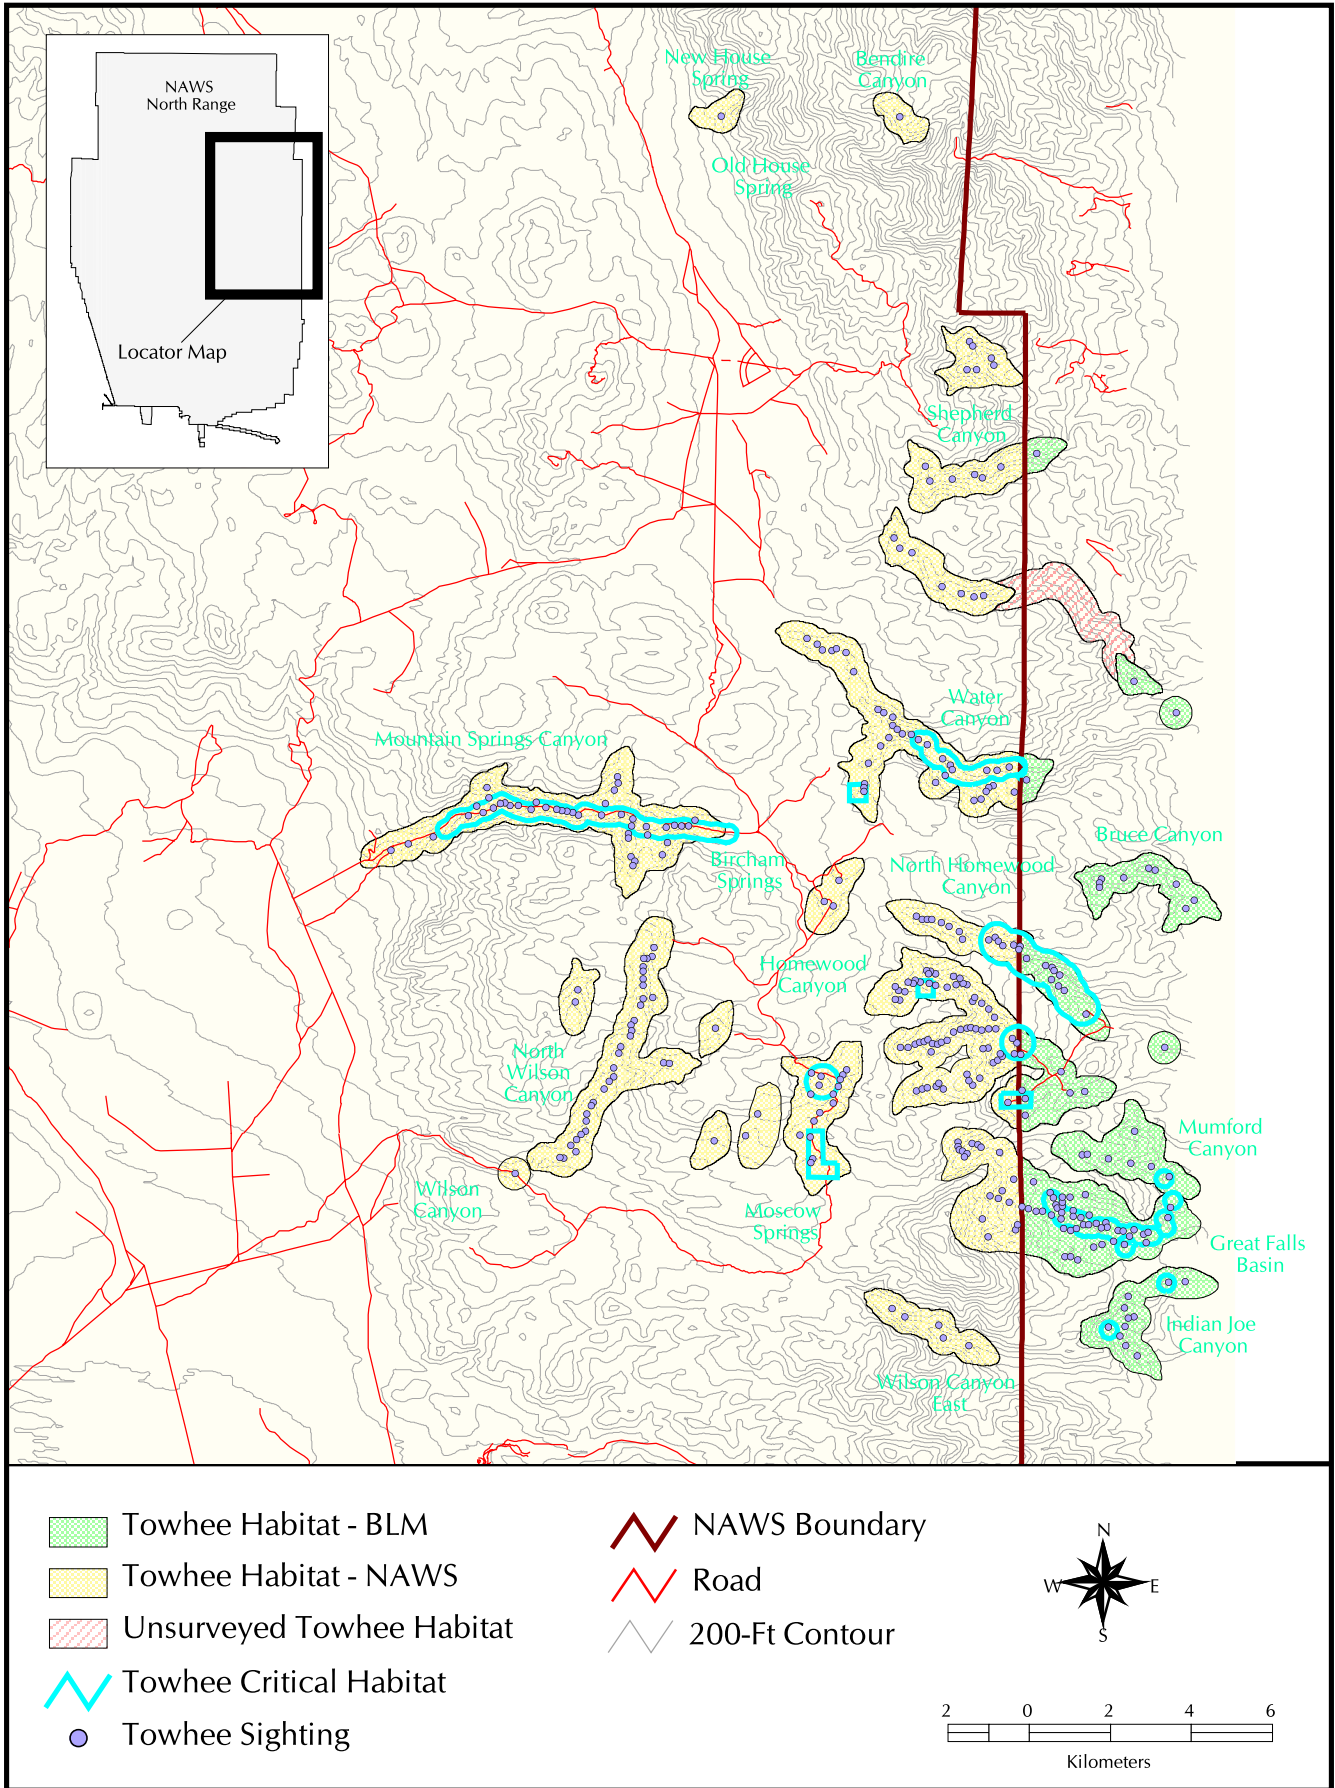 NAWS
North Range
Locator Map
New House
Spring
Bendire
Canyon
Old House
Spring
Shepherd
Canyon
Water
Canyon
Mountain Springs Canyon
Bircham
Springs
Bruce Canyon
North Homewood
Canyon
Homewood
Canyon
North
Wilson
Canyon
Mumford
Canyon
Wilson
Canyon
Moscow
Springs
Great Falls
Basin
Indian Joe
Canyon
Wilson Canyon
East
Towhee Habitat - BLM
Towhee Habitat - NAWS
Unsurveyed Towhee Habitat
Towhee Critical Habitat
Towhee Sighting
NAWS Boundary
Road
200-Ft Contour
N
W E
S
2 0 2 4 6
Kilometers